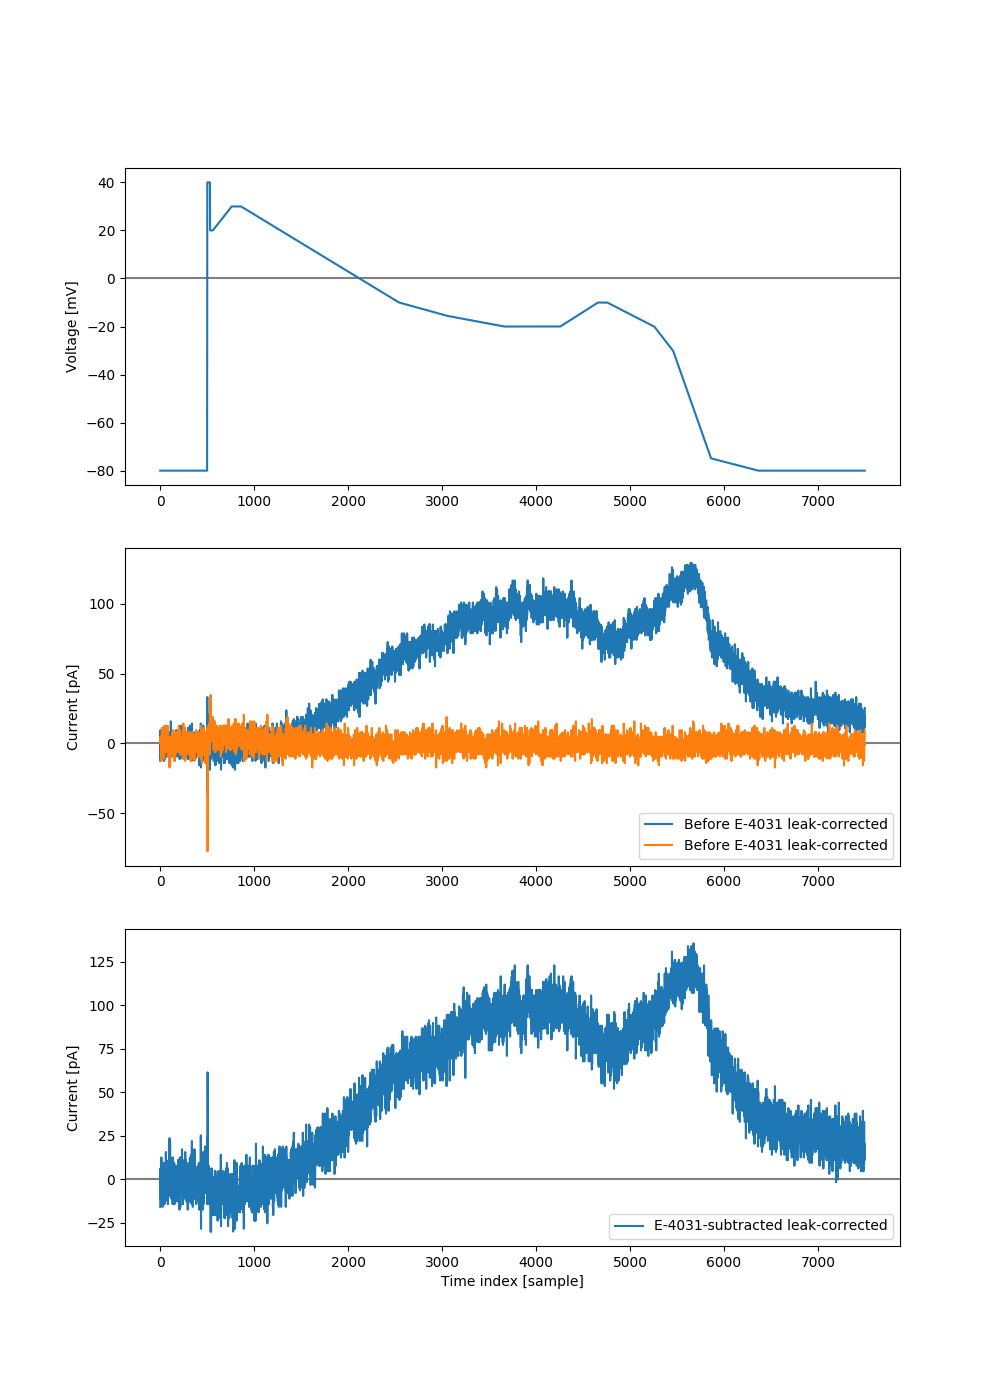 40
20
0
−20
−40
−60
−80
Voltage [mV]
0 1000 2000 3000 4000 5000 6000 7000
100
50
0
−50
Current [pA]
Before E-4031 leak-corrected
Before E-4031 leak-corrected
0 1000 2000 3000 4000 5000 6000 7000
125
100
75
50
25
0
−25
Current [pA]
E-4031-subtracted leak-corrected
0 1000 2000 3000 4000 5000 6000 7000
Time index [sample]